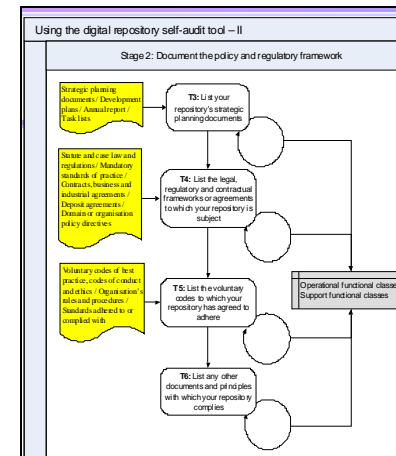 Using the digital repository self-audit tool – II
Stage 2: Document the policy and regulatory framework
Strategic planning
documents / Development
plans / Annual report /
Task lists
T3: List your
repository's strategic
planning documents
Statute and case law and
regulations / Mandatory
standards of practice /
Contracts, business and
industrial agreements /
Deposit agreements /
Domain or organisation
policy directives
T4: List the legal,
regulatory and contractual
frameworks or agreements
to which your repository is
subject
Voluntary codes of best
practice, codes of conduct
and ethics / Organisation's
rules and procedures /
Standards adhered to or
complied with
T5: List the voluntary
codes to which your
repository has agreed to
adhere
Operational functional classe
Support functional classes
T6: List any other
documents and principles
with which your repository
complies